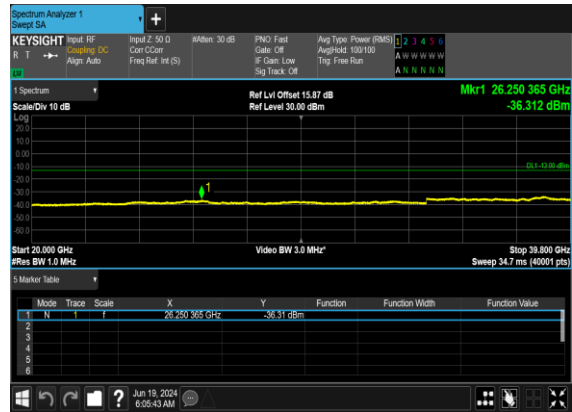 Spectrum Analyzer 1
Swept SA
+
KEYSIGHT Input: RF Input Z: 50 Ω #Atten: 30 dB PNO: Fast Avg Type: Power (RMS) 1 2 3 4 5 6
R T Coupling: DC Corr CCorr Gate: Off Avg|Hold: 100/100 A W W W W W
Align: Auto Freq Ref: Int (S) IF Gain: Low Trig: Free Run A N N N N N
Sig Track: Off
1 Spectrum
Ref Lvl Offset 15.87 dB Mkr1 26.250 365 GHz
Scale/Div 10 dB Ref Level 30.00 dBm -36.312 dBm
Log
20.0
10.0
0.00
-10.0
DL1 -13.00 dBm
-20.0
-30.0
1
-40.0
-50.0
-60.0
Start 20.000 GHz Video BW 3.0 MHz* Stop 39.800 GHz
#Res BW 1.0 MHz Sweep 34.7 ms (40001 pts)
5 Marker Table
Mode Trace Scale X Y Function Function Width Function Value
1 N 1 f 26.250 365 GHz -36.31 dBm
2
3
4
5
6
? Jun 19, 2024
6:05:43 AM